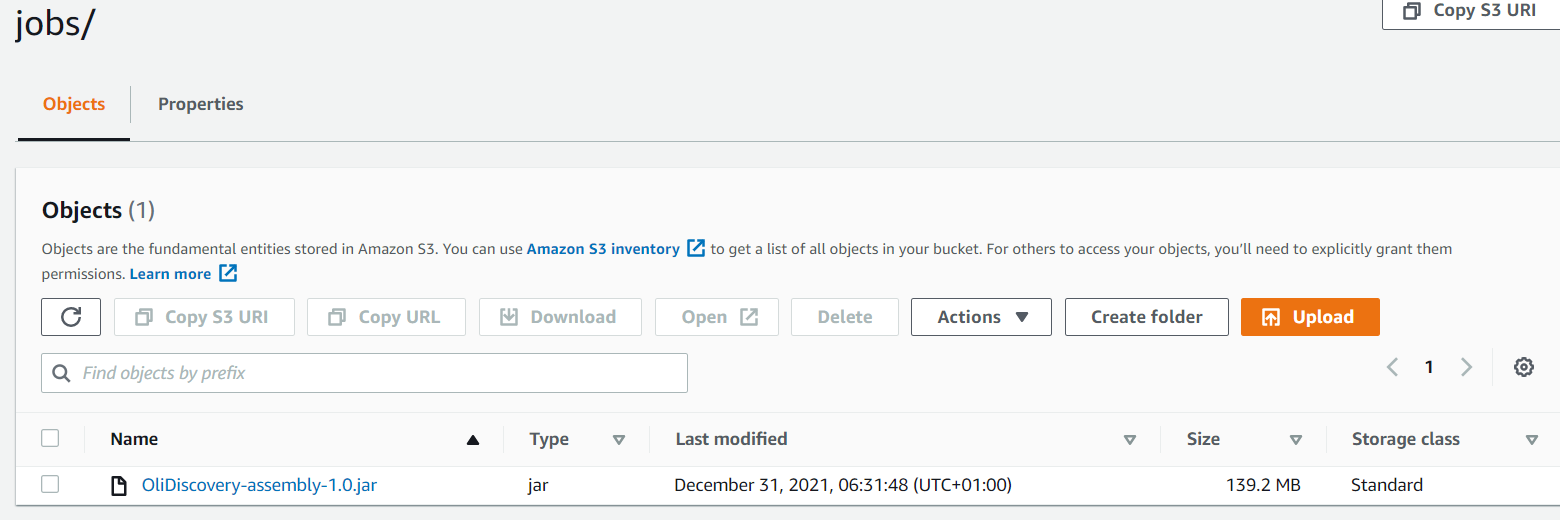 jobs/
Copy S3 URI
Objects
Properties
Objects (1)
Objects are the fundamental entities stored in Amazon S3. You can use Amazon S3 inventory to get a list of all objects in your bucket. For others to access your objects, you'll need to explicitly grant them
permissions. Learn more
Copy S3 URI Copy URL Download Open Delete Actions Create folder Upload
Find objects by prefix
1
Name Type Last modified Size Storage class
OliDiscovery-assembly-1.0.jar jar December 31, 2021, 06:31:48 (UTC+01:00) 139.2 MB Standard